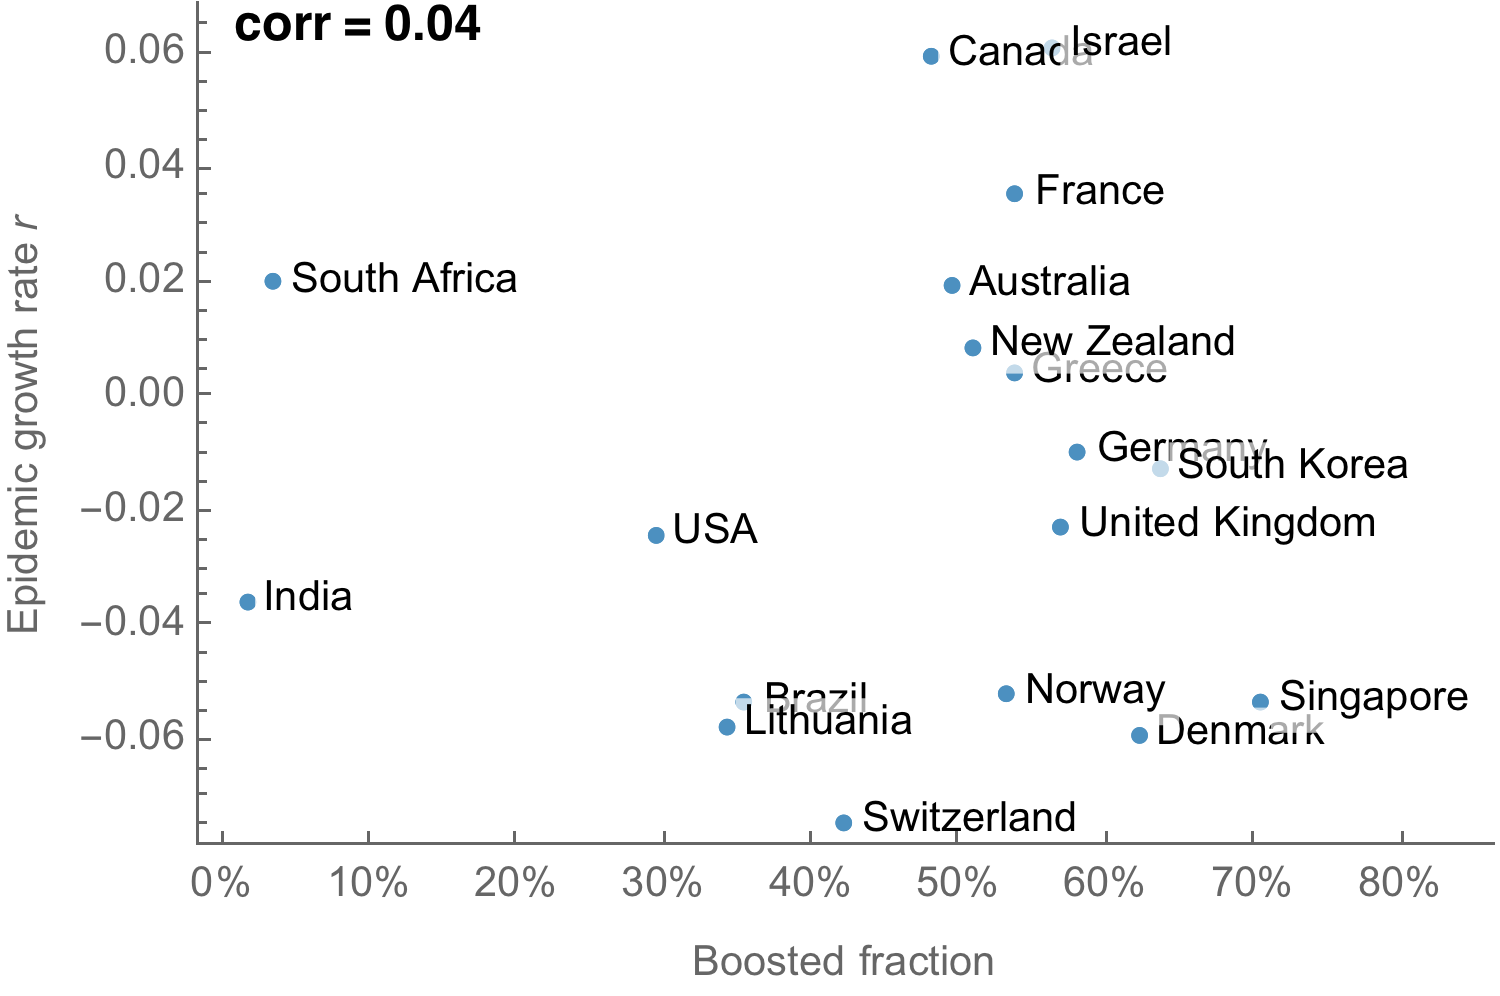 corr = 0.04
0.06
0.04
0.02
0.00
−0.02
−0.04
−0.06
Epidemic growth rate r
Canada
Israel
France
South Africa
Australia
New Zealand
Greece
Germany
South Korea
United Kingdom
USA
India
Brazil
Norway
Singapore
Lithuania
Denmark
Switzerland
0% 10% 20% 30% 40% 50% 60% 70% 80%
Boosted fraction